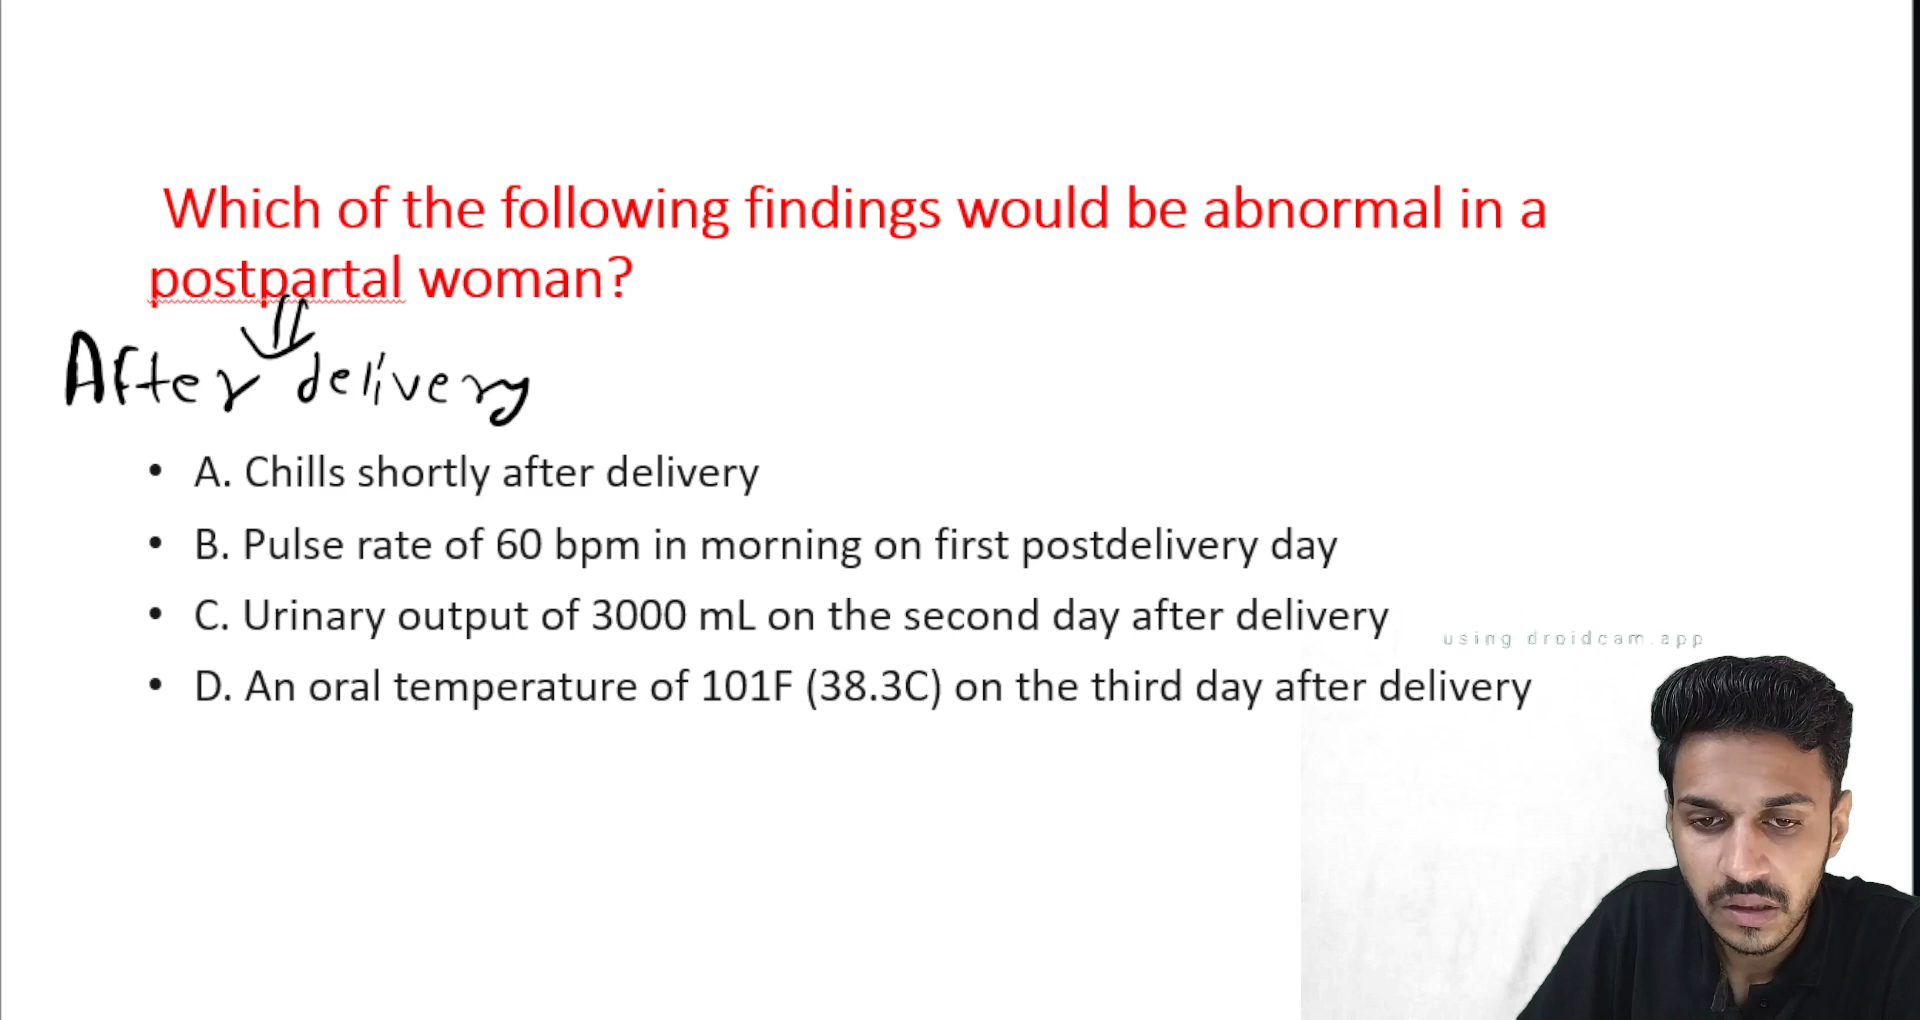 Which of the following findings would be abnormal in a
postpartal woman?
After delivery
• A. Chills shortly after delivery
• B. Pulse rate of 60 bpm in morning on first postdelivery day
• C. Urinary output of 3000 mL on the second day after delivery
using droidcam.app
• D. An oral temperature of 101F (38.3C) on the third day after delivery